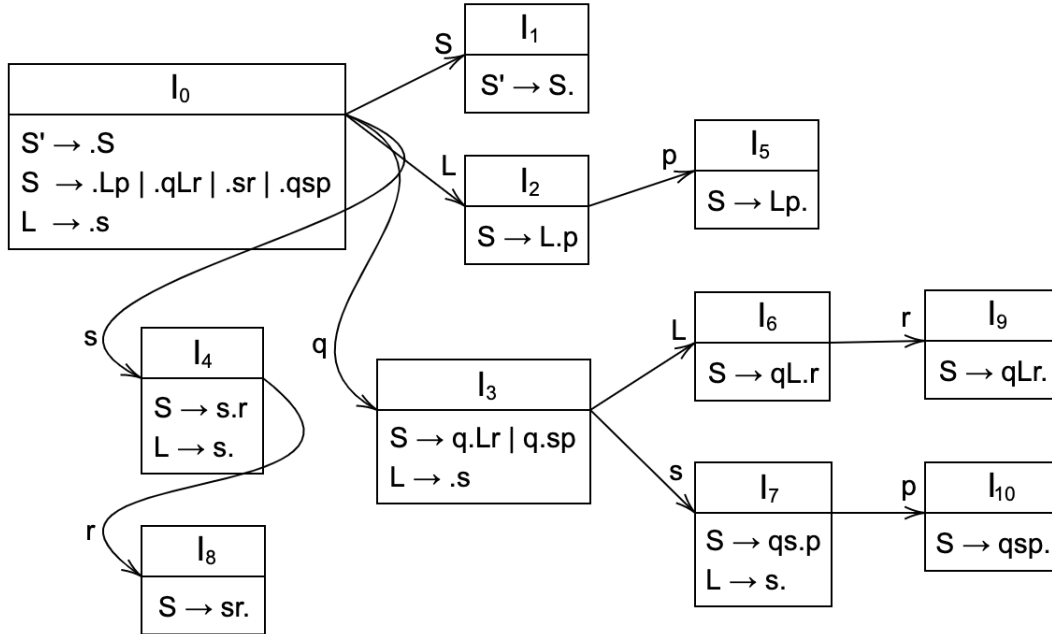 I₀
S' → .S
S → .Lp | .qLr | .sr | .qsp
L → .s
S
I₁
S' → S.
L
I₂
S → L.p
p
I₅
S → Lp.
s
I₄
S → s.r
L → s.
r
I₈
S → sr.
q
I₃
S → q.Lr | q.sp
L → .s
L
I₆
S → qL.r
r
I₉
S → qLr.
s
I₇
S → qs.p
L → s.
p
I₁₀
S → qsp.